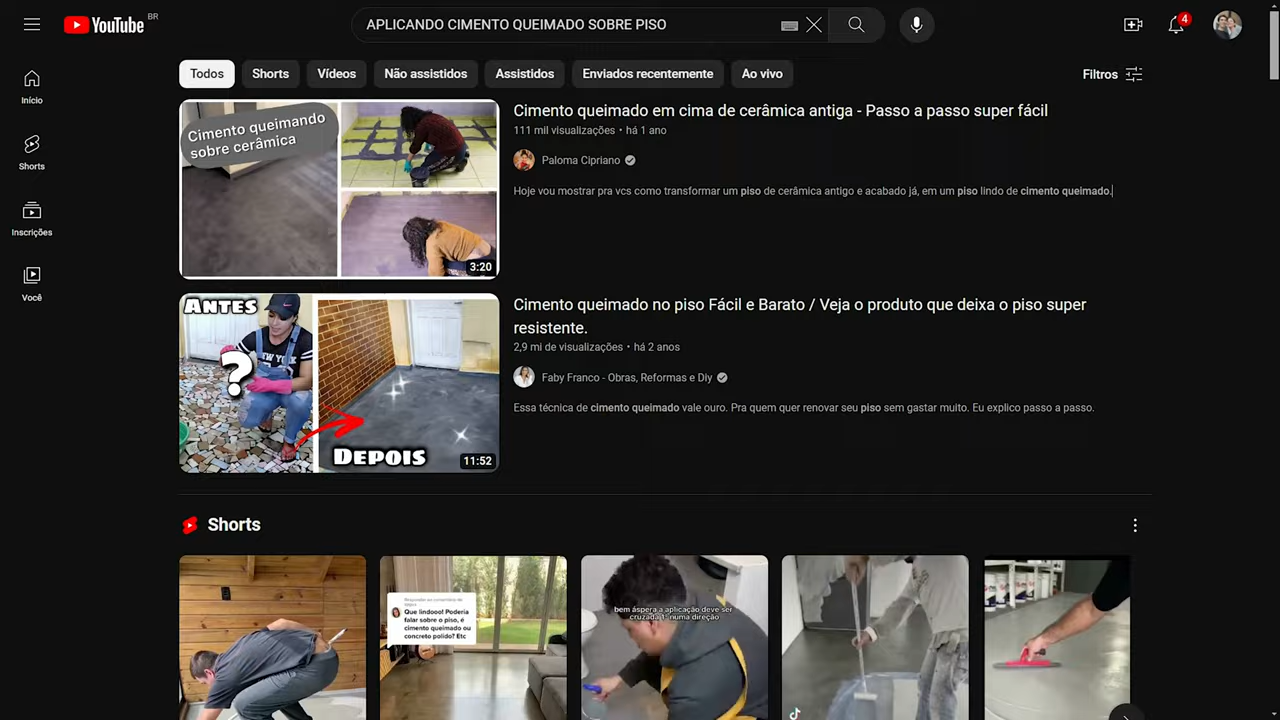 YouTube BR
APLICANDO CIMENTO QUEIMADO SOBRE PISO
4
Início
Shorts
Inscrições
Você
Todos
Shorts
Vídeos
Não assistidos
Assistidos
Enviados recentemente
Ao vivo
Filtros
Cimento queimando
sobre cerâmica
3:20
Cimento queimado em cima de cerâmica antiga - Passo a passo super fácil
111 mil visualizações • há 1 ano
Paloma Cipriano
Hoje vou mostrar pra vcs como transformar um piso de cerâmica antigo e acabado já, em um piso lindo de cimento queimado.
ANTES
?
NEW YORK
DEPOIS
11:52
Cimento queimado no piso Fácil e Barato / Veja o produto que deixa o piso super
resistente.
2,9 mi de visualizações • há 2 anos
Faby Franco - Obras, Reformas e Diy
Essa técnica de cimento queimado vale ouro. Pra quem quer renovar seu piso sem gastar muito. Eu explico passo a passo.
Shorts
Que lindooo! Poderia
falar sobre o piso, é
cimento queimado ou
concreto polido? Etc
bem áspera a aplicação deve ser
cruzada 1° numa direção